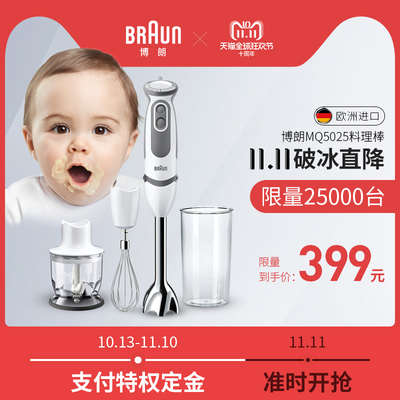 BRAUN
博朗
11.11
天猫全球狂欢节
十周年
欧洲进口
博朗MQ5025料理棒
11.11破冰直降
限量25000台
限量
到手价：399元
BRAUN
10.13-11.10
11.11
支付特权定金
准时开抢